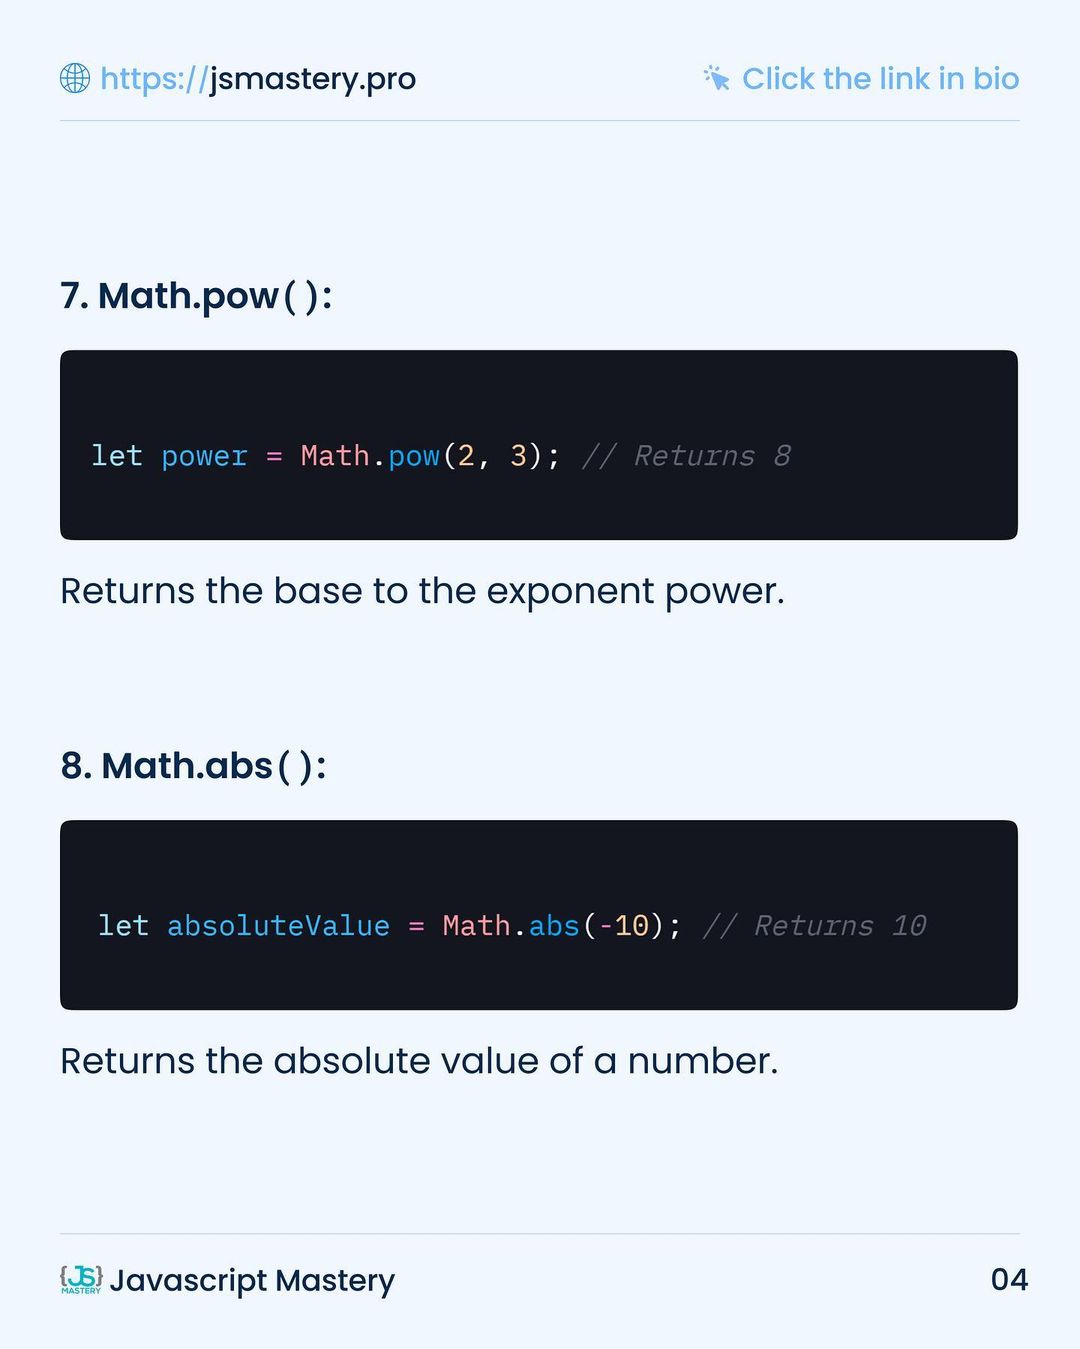 https://jsmastery.pro
Click the link in bio
7. Math.pow():
let power = Math.pow(2, 3); // Returns 8
Returns the base to the exponent power.
8. Math.abs():
let absoluteValue = Math.abs(-10); // Returns 10
Returns the absolute value of a number.
{JS}
MASTERY
Javascript Mastery
04